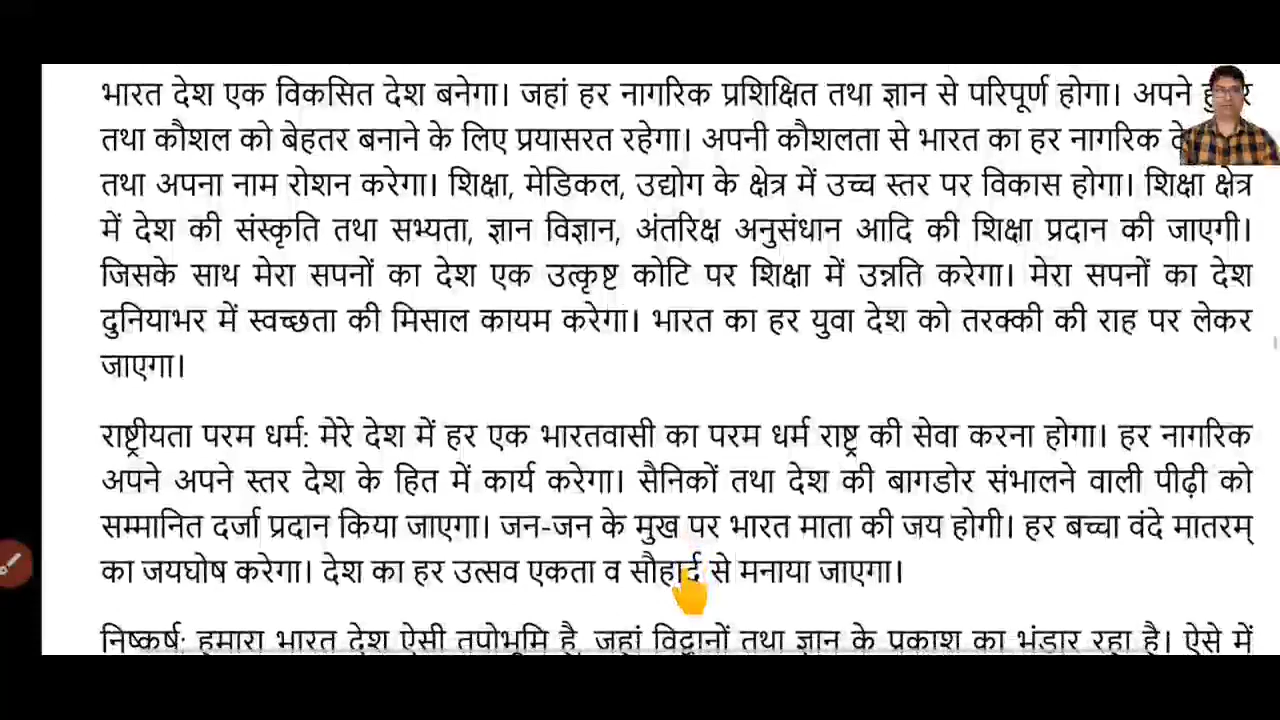 भारत देश एक विकसित देश बनेगा। जहां हर नागरिक प्रशिक्षित तथा ज्ञान से परिपूर्ण होगा। अपने
तथा कौशल को बेहतर बनाने के लिए प्रयासरत रहेगा। अपनी कौशलता से भारत का हर नागरिक
तथा अपना नाम रोशन करेगा। शिक्षा, मेडिकल, उद्योग के क्षेत्र में उच्च स्तर पर विकास होगा। शिक्षा क्षेत्र
में देश की संस्कृति तथा सभ्यता, ज्ञान विज्ञान, अंतरिक्ष अनुसंधान आदि की शिक्षा प्रदान की जाएगी।
जिसके साथ मेरा सपनों का देश एक उत्कृष्ट कोटि पर शिक्षा में उन्नति करेगा। मेरा सपनों का देश
दुनियाभर में स्वच्छता की मिसाल कायम करेगा। भारत का हर युवा देश को तरक्की की राह पर लेकर
जाएगा।
राष्ट्रीयता परम धर्म: मेरे देश में हर एक भारतवासी का परम धर्म राष्ट्र की सेवा करना होगा। हर नागरिक
अपने अपने स्तर देश के हित में कार्य करेगा। सैनिकों तथा देश की बागडोर संभालने वाली पीढ़ी को
सम्मानित दर्जा प्रदान किया जाएगा। जन-जन के मुख पर भारत माता की जय होगी। हर बच्चा वंदे मातरम्
का जयघोष करेगा। देश का हर उत्सव एकता व सौहार्द से मनाया जाएगा।
निष्कर्ष: हमारा भारत देश ऐसी तपोभूमि है, जहां विद्वानों तथा ज्ञान के प्रकाश का भंडार रहा है। ऐसे में